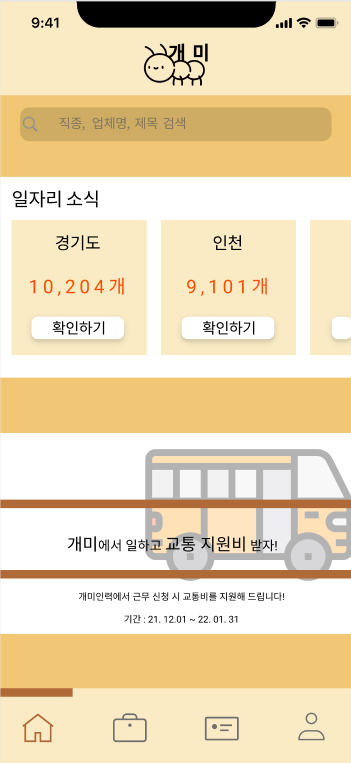 9:41
개 미
직종, 업체명, 제목 검색
일자리 소식
경기도
인천
10,204개
9,101개
확인하기
확인하기
개미에서 일하고 교통 지원비 받자!
개미인력에서 근무 신청 시 교통비를 지원해 드립니다!
기간 : 21. 12.01 ~ 22. 01. 31